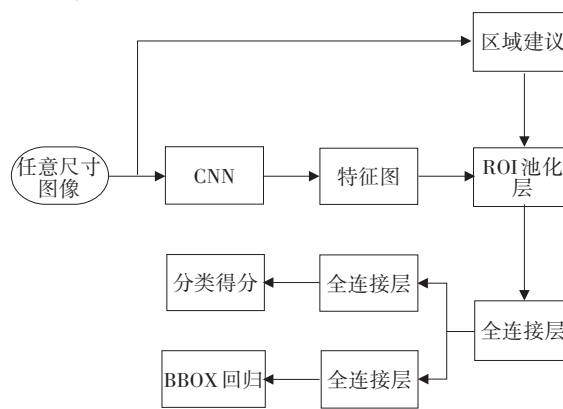 区域建议
任意尺寸
图像
CNN
特征图
ROI池化
层
分类得分
全连接层
全连接层
BBOX 回归
全连接层